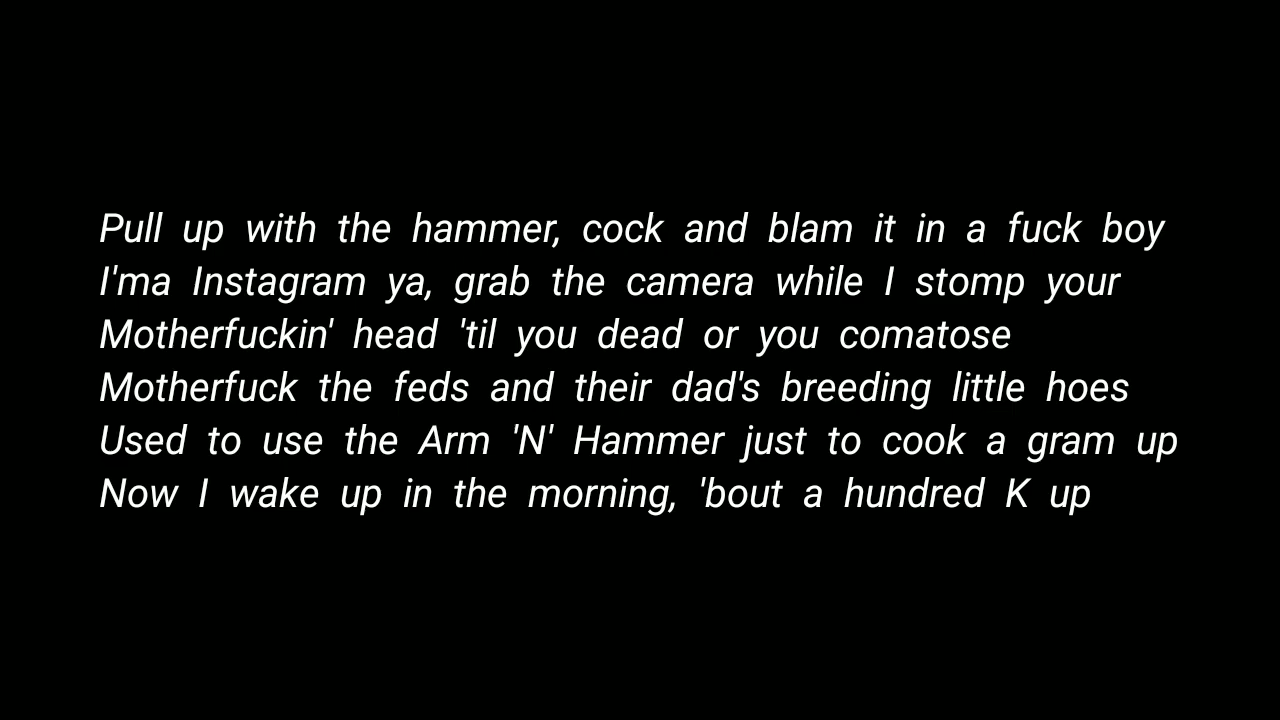 Pull up with the hammer, cock and blam it in a fuck boy
I'ma Instagram ya, grab the camera while I stomp your
Motherfuckin' head 'til you dead or you comatose
Motherfuck the feds and their dad's breeding little hoes
Used to use the Arm 'N' Hammer just to cook a gram up
Now I wake up in the morning, 'bout a hundred K up